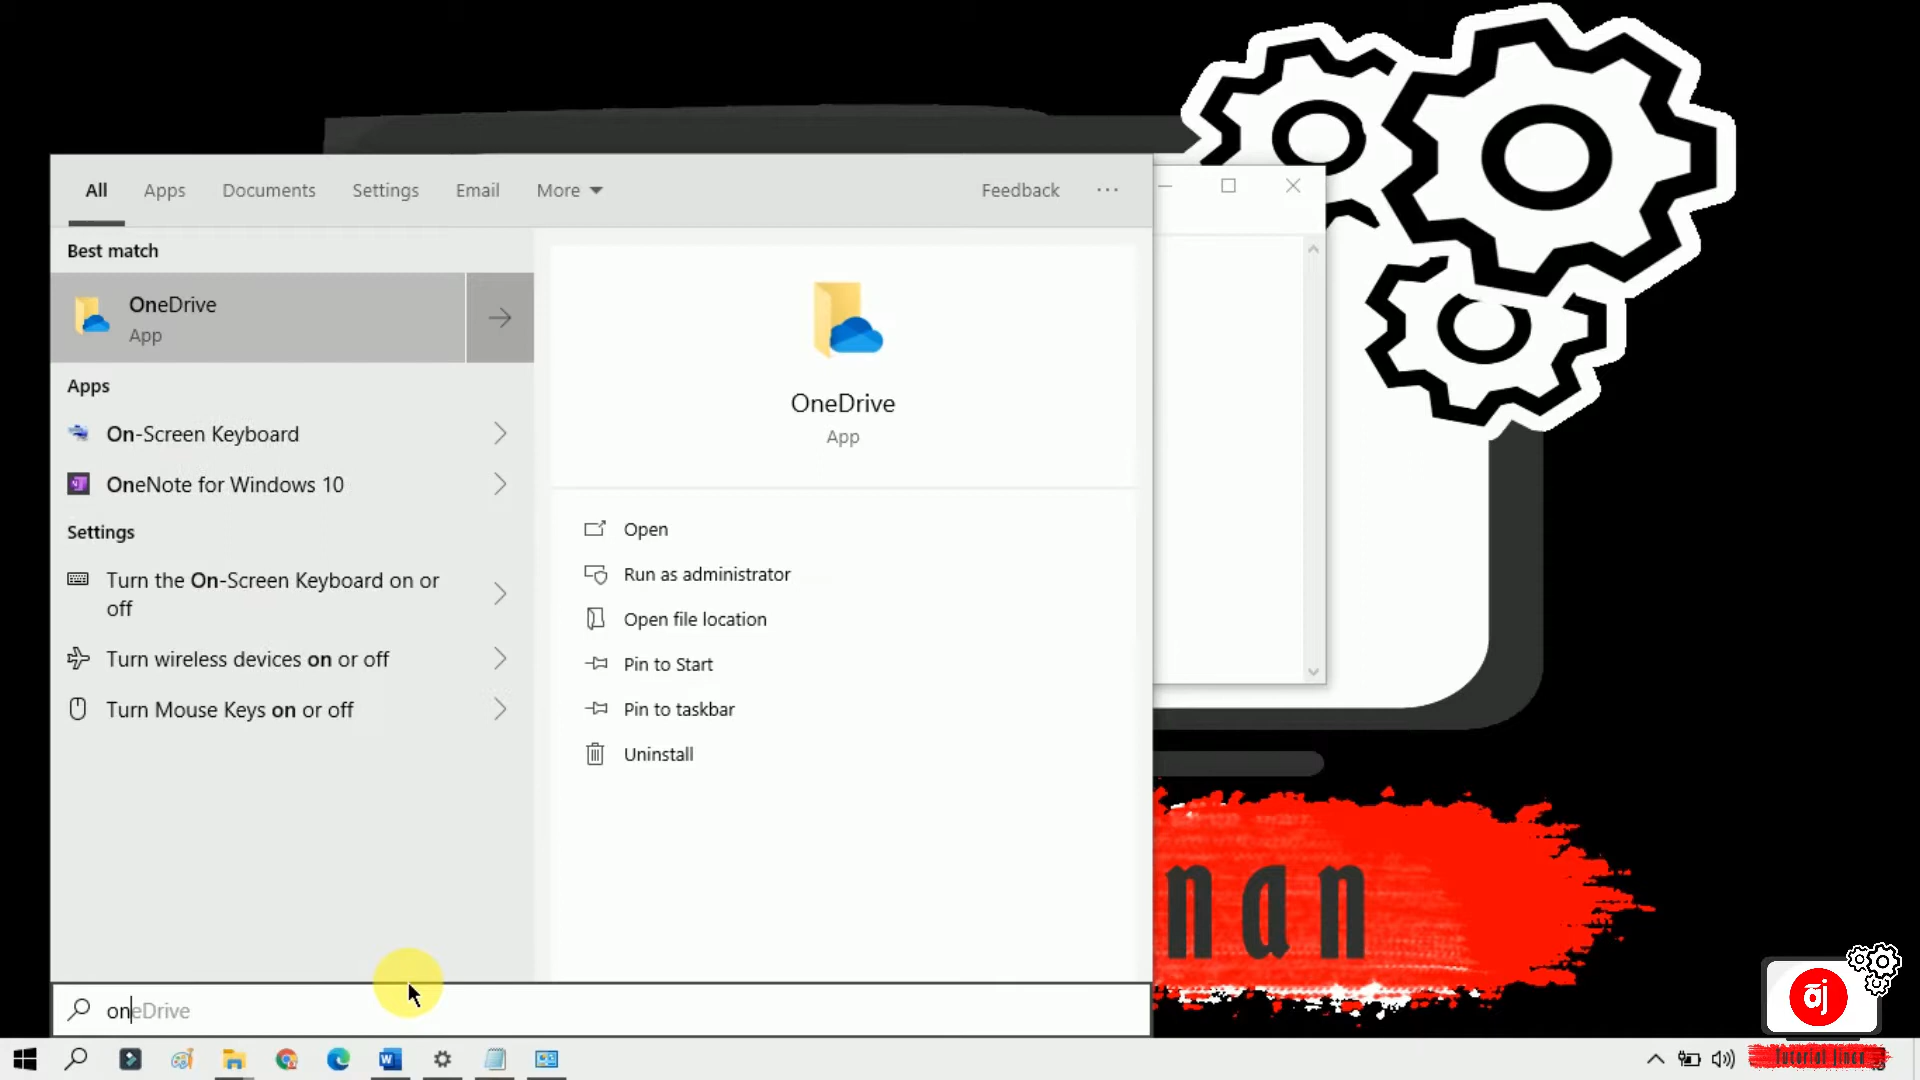 All
Apps
Documents
Settings
Email
More
Feedback
Best match
OneDrive
App
Apps
On-Screen Keyboard
OneNote for Windows 10
Settings
Turn the On-Screen Keyboard on or
off
Turn wireless devices on or off
Turn Mouse Keys on or off
OneDrive
App
Open
Run as administrator
Open file location
Pin to Start
Pin to taskbar
Uninstall
nan
oneDrive
aj
Tutorial Jinan